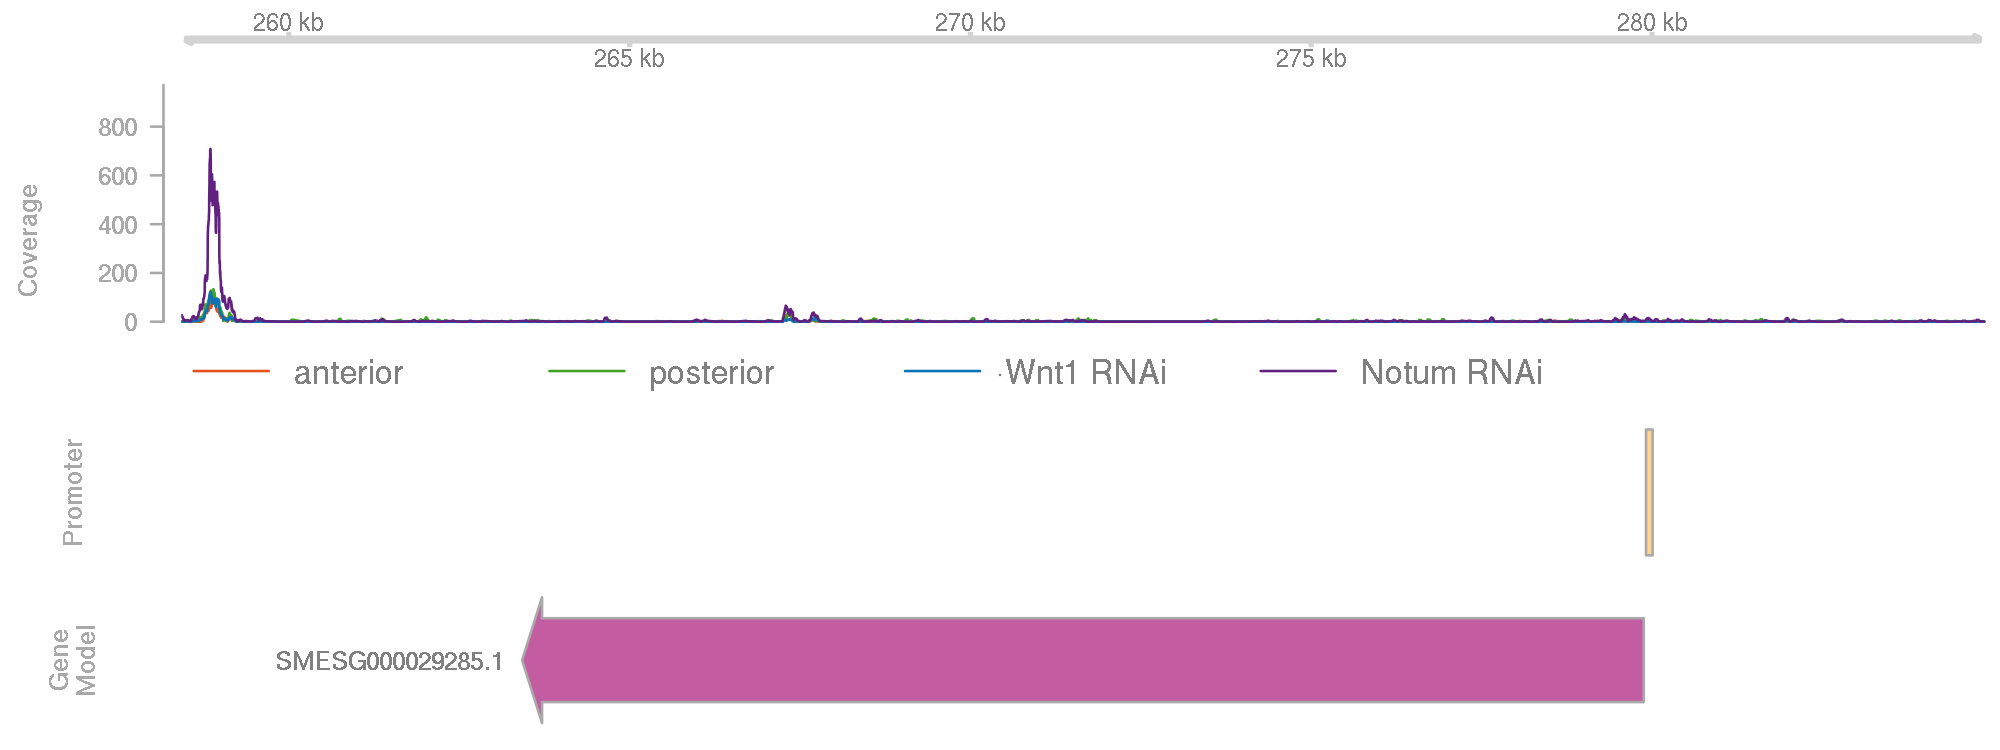 260 kb 270 kb 280 kb
265 kb 275 kb
Coverage
800
600
400
200
0
anterior posterior Wnt1 RNAi Notum RNAi
Promoter
Gene
Model
SMESG000029285.1